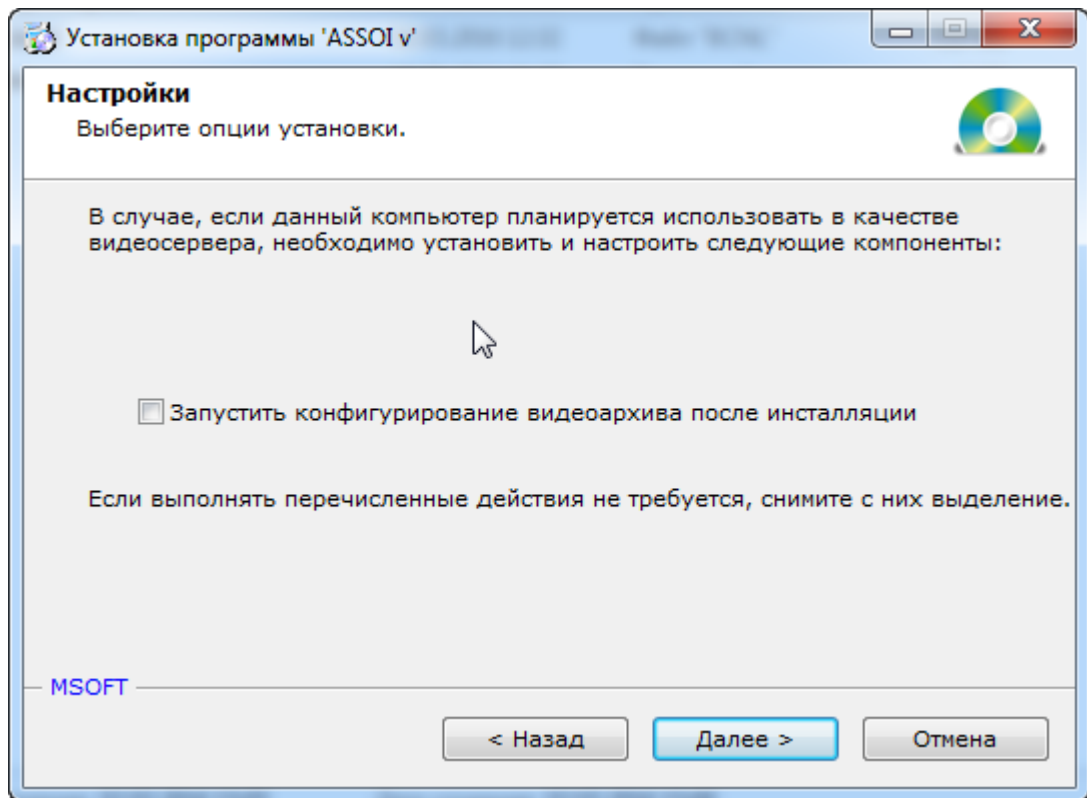 Установка программы 'ASSOI v'
Настройки
Выберите опции установки.
В случае, если данный компьютер планируется использовать в качестве
видеосервера, необходимо установить и настроить следующие компоненты:
Запустить конфигурирование видеоархива после инсталляции
Если выполнять перечисленные действия не требуется, снимите с них выделение.
MSOFT
< Назад
Далее >
Отмена